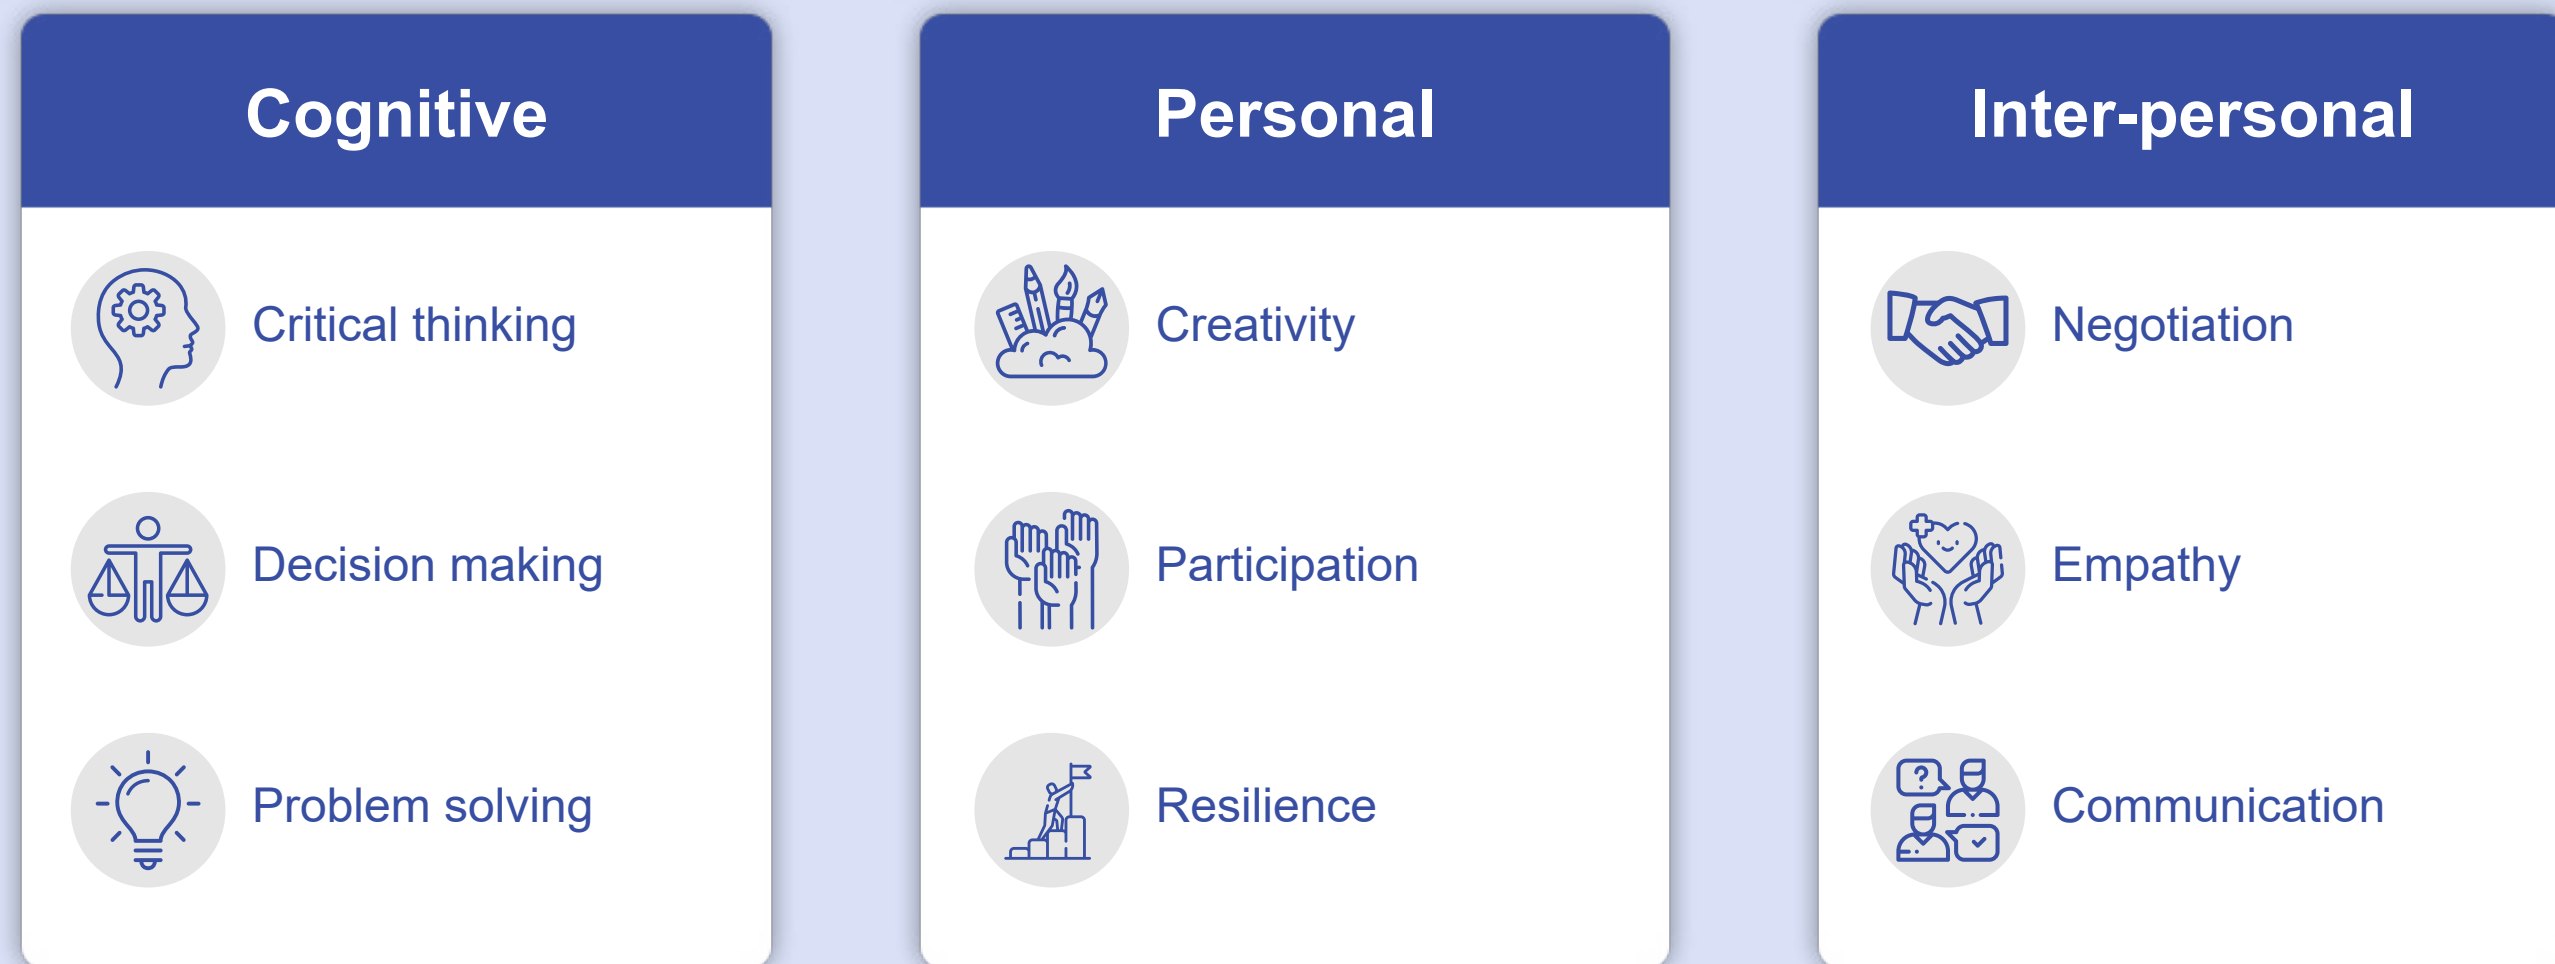 Cognitive
Critical thinking
Decision making
Problem solving
Personal
Creativity
Participation
Resilience
Inter-personal
Negotiation
Empathy
Communication